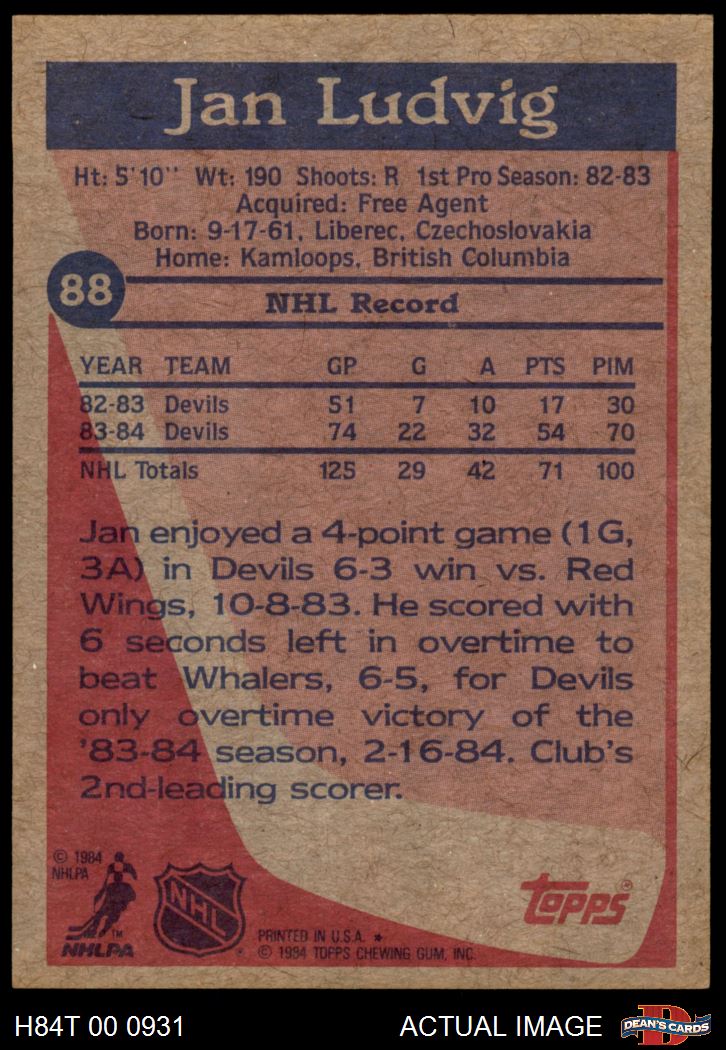 Jan Ludvig
Ht: 5'10'' Wt: 190 Shoots: R 1st Pro Season: 82-83
Acquired: Free Agent
Born: 9-17-61, Liberec, Czechoslovakia
Home: Kamloops, British Columbia
88
NHL Record
YEAR TEAM GP G A PTS PIM
82-83 Devils 51 7 10 17 30
83-84 Devils 74 22 32 54 70
NHL Totals 125 29 42 71 100
Jan enjoyed a 4-point game (1G,
3A) in Devils 6-3 win vs. Red
Wings, 10-8-83. He scored with
6 seconds left in overtime to
beat Whalers, 6-5, for Devils
only overtime victory of the
'83-84 season, 2-16-84. Club's
2nd-leading scorer.
© 1984
NHLPA
TM
NHLPA
NHL
topps®
PRINTED IN U.S.A. *
© 1984 TOPPS CHEWING GUM, INC.
H84T 00 0931
ACTUAL IMAGE
D
DEAN'S CARDS